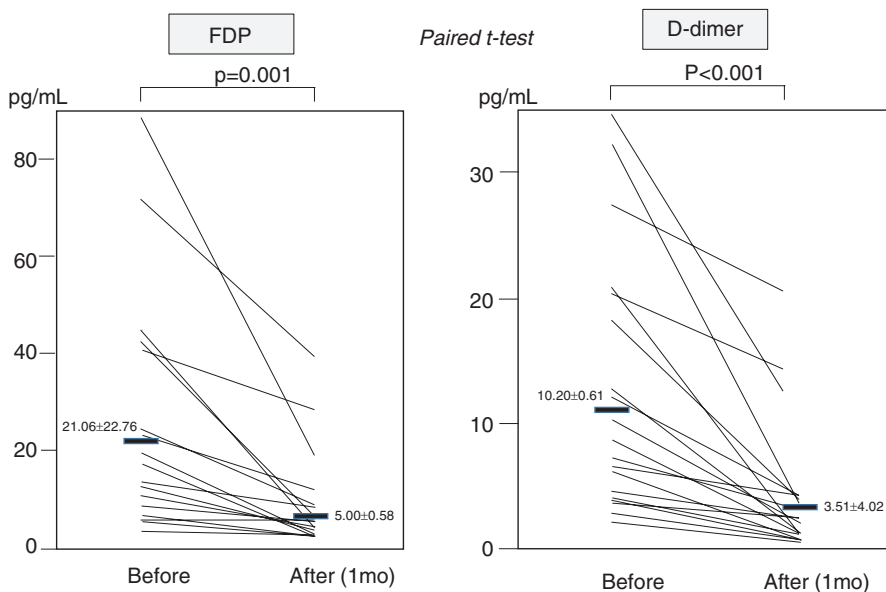 FDP
Paired t-test
D-dimer
p=0.001
P<0.001
pg/mL
pg/mL
80
60
40
20
0
21.06±22.76
5.00±0.58
Before
After (1mo)
30
20
10
0
10.20±0.61
3.51±4.02
Before
After (1mo)